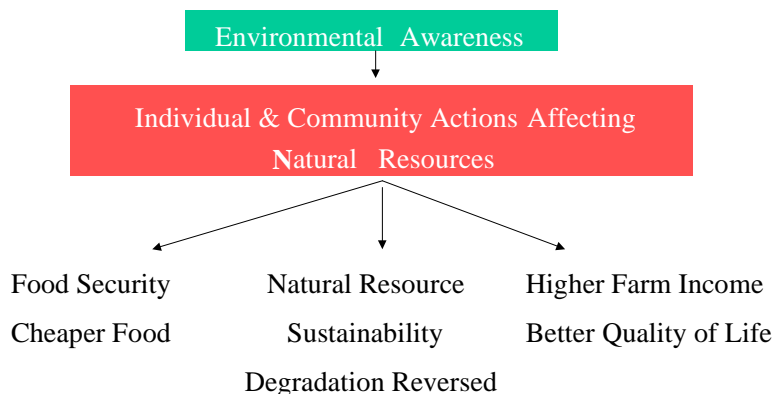 Environmental Awareness
Individual & Community Actions Affecting
Natural Resources
Food Security
Cheaper Food
Natural Resource
Sustainability
Degradation Reversed
Higher Farm Income
Better Quality of Life